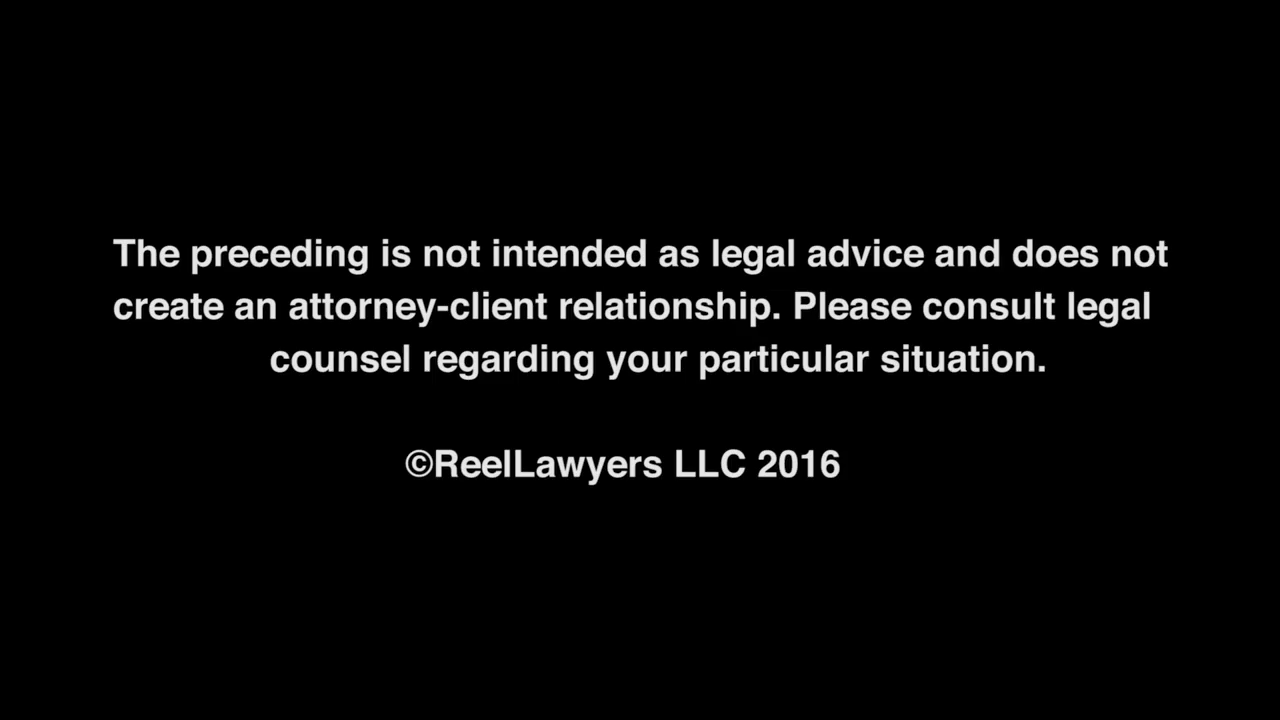 The preceding is not intended as legal advice and does not
create an attorney-client relationship. Please consult legal
counsel regarding your particular situation.
©ReelLawyers LLC 2016